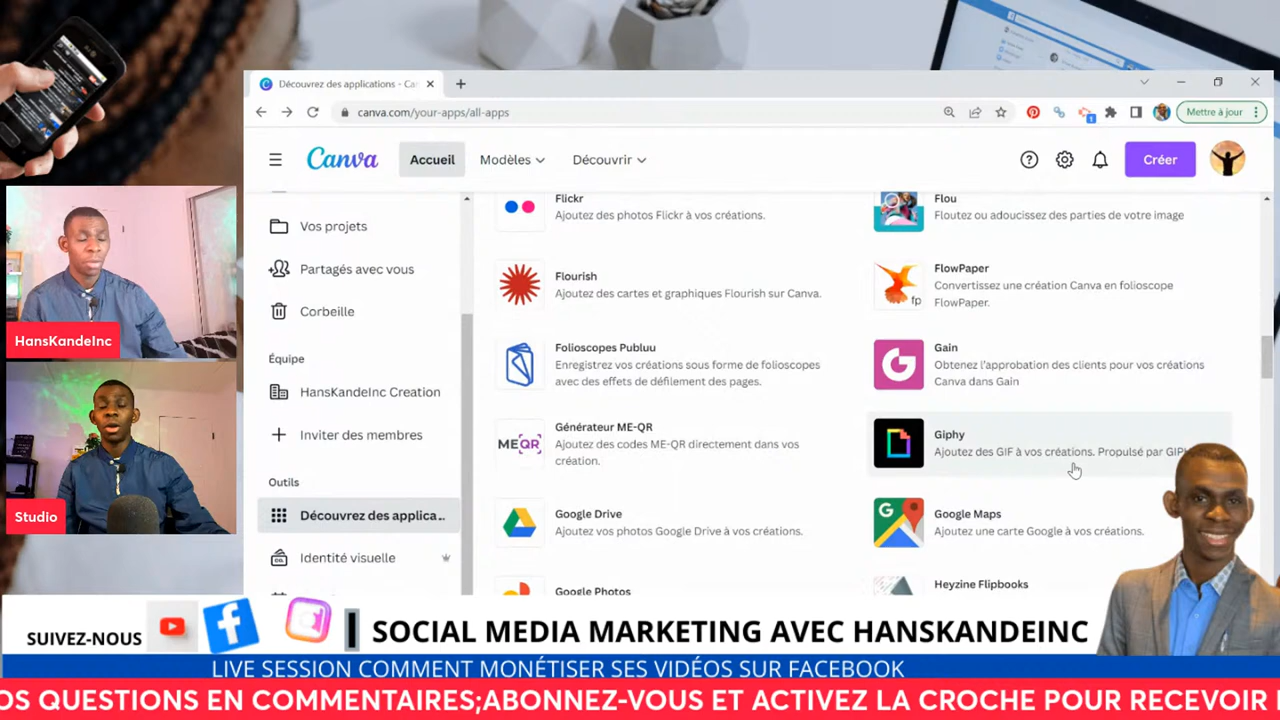 Découvrez des applications - Ca
canva.com/your-apps/all-apps
Mettre à jour
Canva
Accueil
Modèles
Découvrir
Créer
Vos projets
Partagés avec vous
Corbeille
Équipe
HansKandeInc Creation
Inviter des membres
Outils
Découvrez des applica...
Identité visuelle
Flickr
Ajoutez des photos Flickr à vos créations.
Flou
Floutez ou adoucissez des parties de votre image
Flourish
Ajoutez des cartes et graphiques Flourish sur Canva.
fp
FlowPaper
Convertissez une création Canva en folioscope
FlowPaper.
Folioscopes Publuu
Enregistrez vos créations sous forme de folioscopes
avec des effets de défilement des pages.
Gain
Obtenez l'approbation des clients pour vos créations
Canva dans Gain
MEQR
Générateur ME-QR
Ajoutez des codes ME-QR directement dans vos
création.
Giphy
Ajoutez des GIF à vos créations. Propulsé par GIP
Google Drive
Ajoutez vos photos Google Drive à vos créations.
G
Google Maps
Ajoutez une carte Google à vos créations.
Google Photos
Heyzine Flipbooks
HansKandeInc
Studio
SUIVEZ-NOUS
SOCIAL MEDIA MARKETING AVEC HANSKANDEINC
LIVE SESSION COMMENT MONÉTISER SES VIDÉOS SUR FACEBOOK
OS QUESTIONS EN COMMENTAIRES;ABONNEZ-VOUS ET ACTIVEZ LA CROCHE POUR RECEVOIR